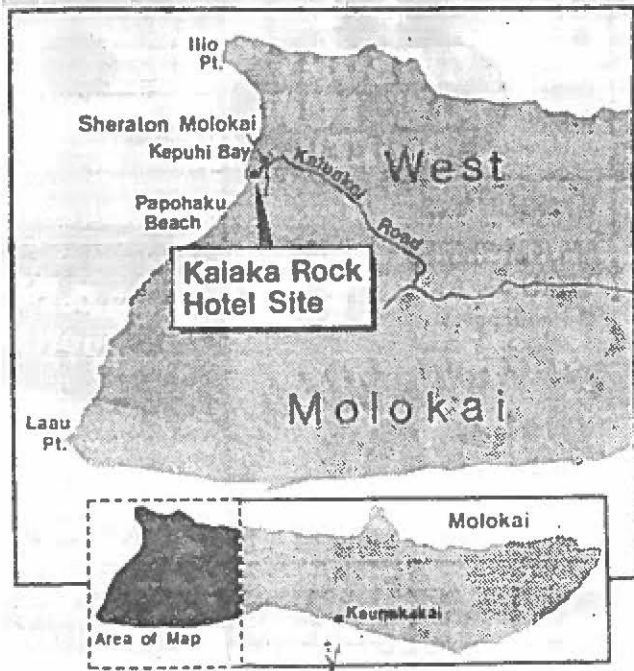 Ilio
Pt.
Sheraton Molokai
Kepuhi Bay
Kaluakoi
Road
West
Papohaku
Beach
Kaiaka Rock
Hotel Site
Molokai
Laau
Pt.
Molokai
Kaunakakai
Area of Map